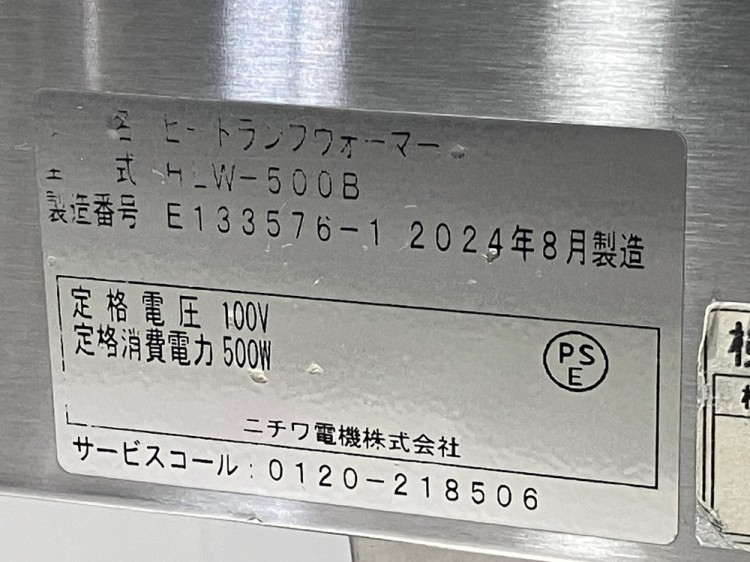 名 ヒートランプウォーマー
式 HLW-500B
製造番号 E133576-1 2024年8月製造
定格電圧 100V
定格消費電力 500W
PS
E
ニチワ電機株式会社
サービスコール：0120-218506